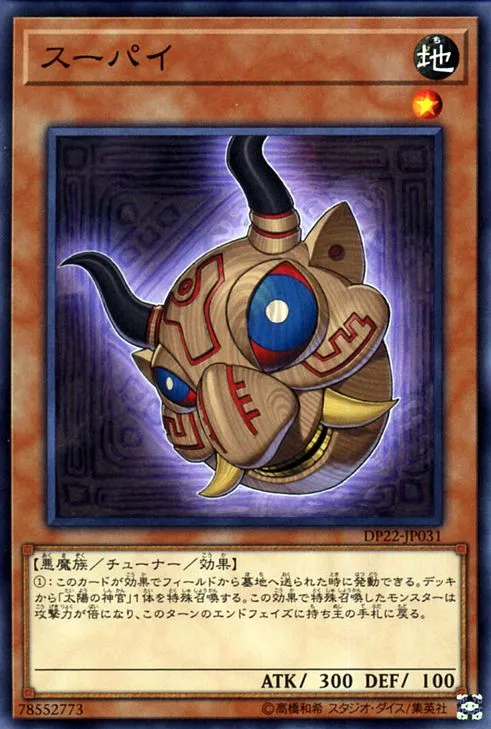 スーパイ
地
DP22-JP031
【悪魔族／チューナー／効果】
①：このカードが効果でフィールドから墓地へ送られた時に発動できる。デッキ
から「太陽の神官」1体を特殊召喚する。この効果で特殊召喚したモンスターは
攻撃力が倍になり、このターンのエンドフェイズに持ち主の手札に戻る。
ATK/ 300 DEF/ 100
78552773
©高橋和希 スタジオ・ダイス/集英社